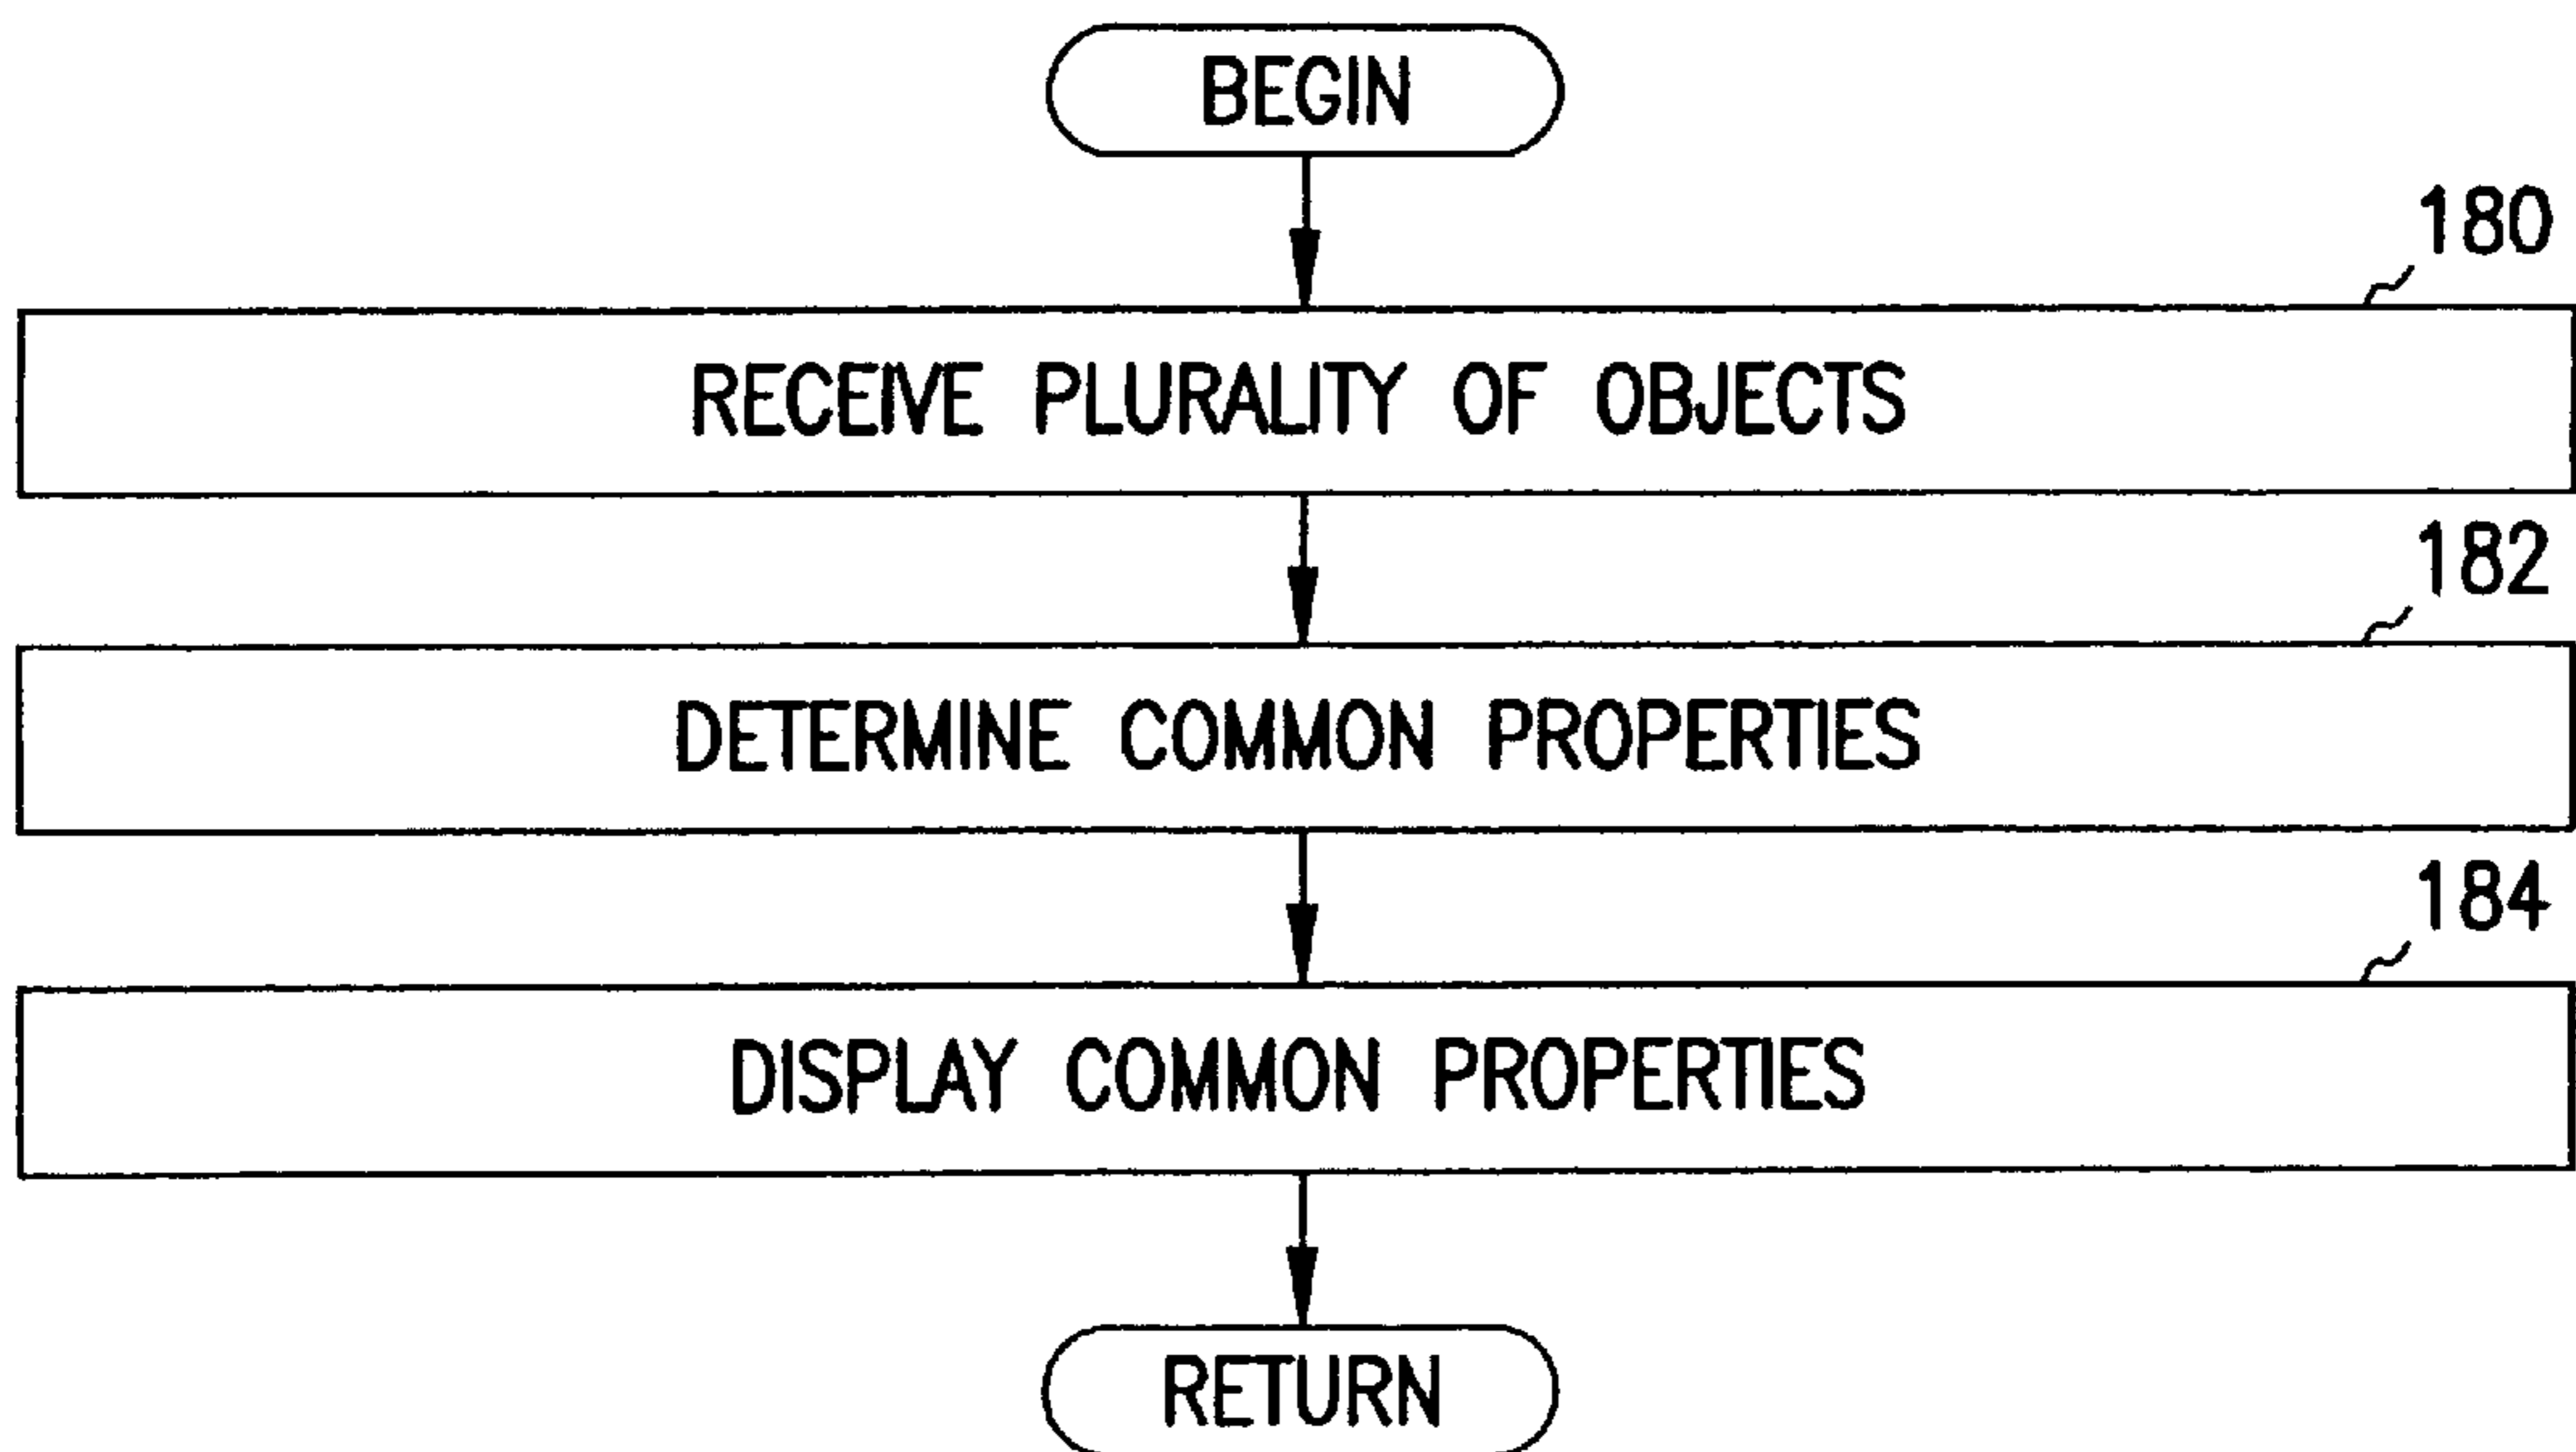 BEGIN
180
RECEIVE PLURALITY OF OBJECTS
182
DETERMINE COMMON PROPERTIES
184
DISPLAY COMMON PROPERTIES
RETURN